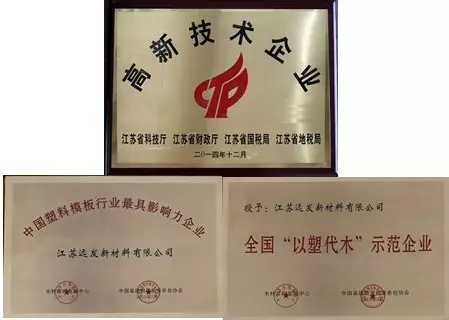 高新技术企业
江苏省科技厅 江苏省财政厅 江苏省国税局 江苏省地税局
二〇一四年十二月
中国塑料模板行业最具影响力企业
江苏远发新材料有限公司
授予：江苏远发新材料有限公司
全国“以塑代木”示范企业